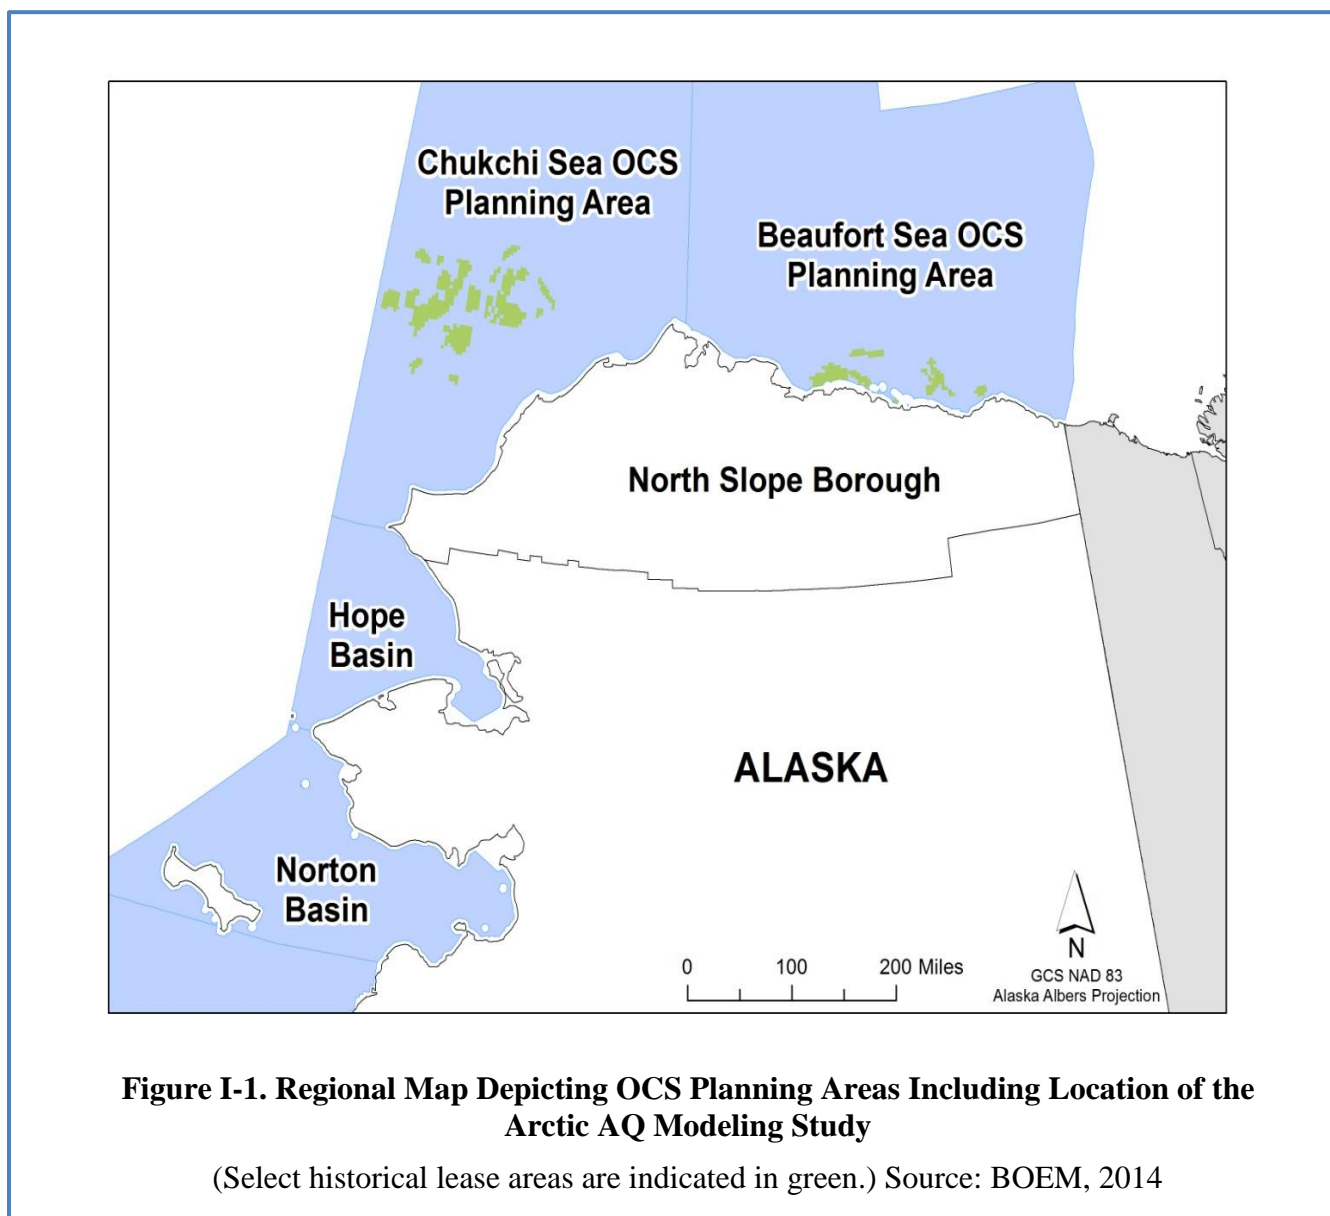 Chukchi Sea OCS
Planning Area
Beaufort Sea OCS
Planning Area
North Slope Borough
Hope
Basin
ALASKA
Norton
Basin
0 100 200 Miles
N
GCS NAD 83
Alaska Albers Projection
Figure I-1. Regional Map Depicting OCS Planning Areas Including Location of the
Arctic AQ Modeling Study
(Select historical lease areas are indicated in green.) Source: BOEM, 2014